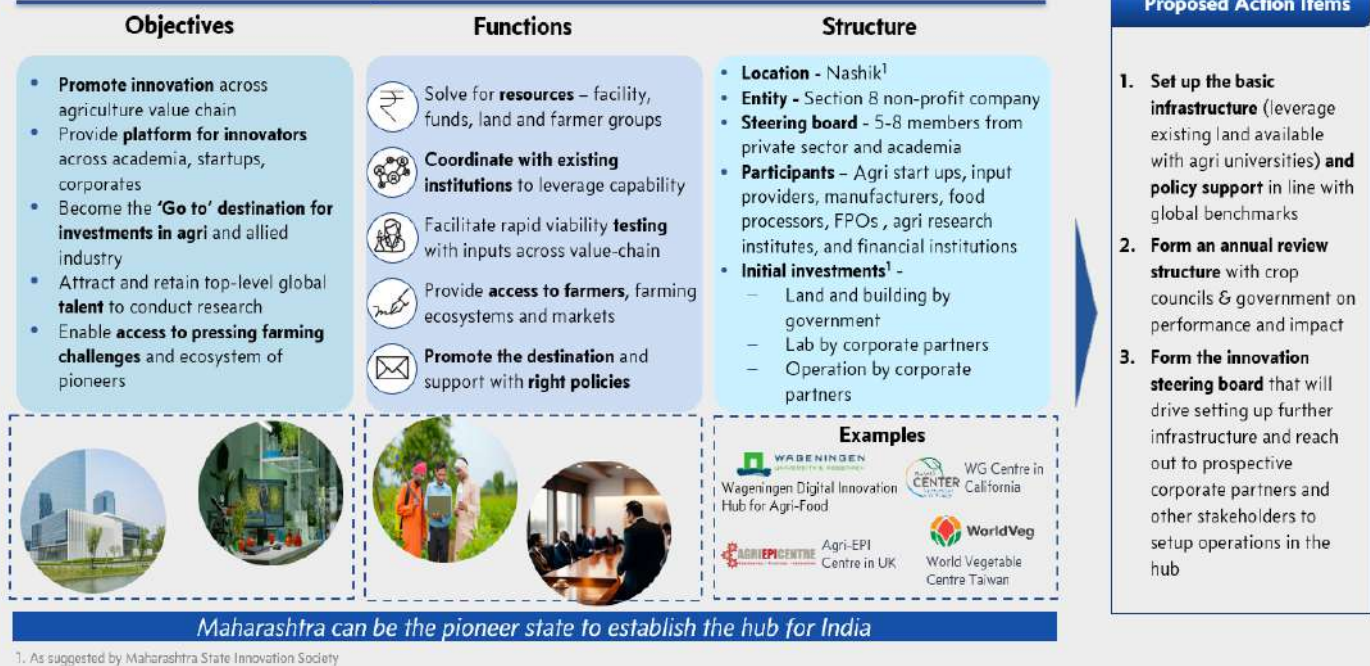 Objectives
• Promote innovation across
agriculture value chain
• Provide platform for innovators
across academia, startups,
corporates
• Become the ‘Go to’ destination for
investments in agri and allied
industry
• Attract and retain top-level global
talent to conduct research
• Enable access to pressing farming
challenges and ecosystem of
pioneers
Functions
Solve for resources – facility,
funds, land and farmer groups
Coordinate with existing
institutions to leverage capability
Facilitate rapid viability testing
with inputs across value-chain
Provide access to farmers, farming
ecosystems and markets
Promote the destination and
support with right policies
Structure
• Location - Nashik¹
• Entity - Section 8 non-profit company
• Steering board - 5-8 members from
private sector and academia
• Participants – Agri start ups, input
providers, manufacturers, food
processors, FPOs , agri research
institutes, and financial institutions
• Initial investments¹ -
– Land and building by
government
– Lab by corporate partners
– Operation by corporate
partners
Examples
WAGENINGEN
UNIVERSITY & RESEARCH
Wageningen Digital Innovation
Hub for Agri-Food
CENTER
WG Centre in
California
AGRIEPICENTRE
Agri-EPI
Centre in UK
WorldVeg
World Vegetable
Centre Taiwan
Proposed Action Items
1. Set up the basic
infrastructure (leverage
existing land available
with agri universities) and
policy support in line with
global benchmarks
2. Form an annual review
structure with crop
councils & government on
performance and impact
3. Form the innovation
steering board that will
drive setting up further
infrastructure and reach
out to prospective
corporate partners and
other stakeholders to
setup operations in the
hub
Maharashtra can be the pioneer state to establish the hub for India
1. As suggested by Maharashtra State Innovation Society